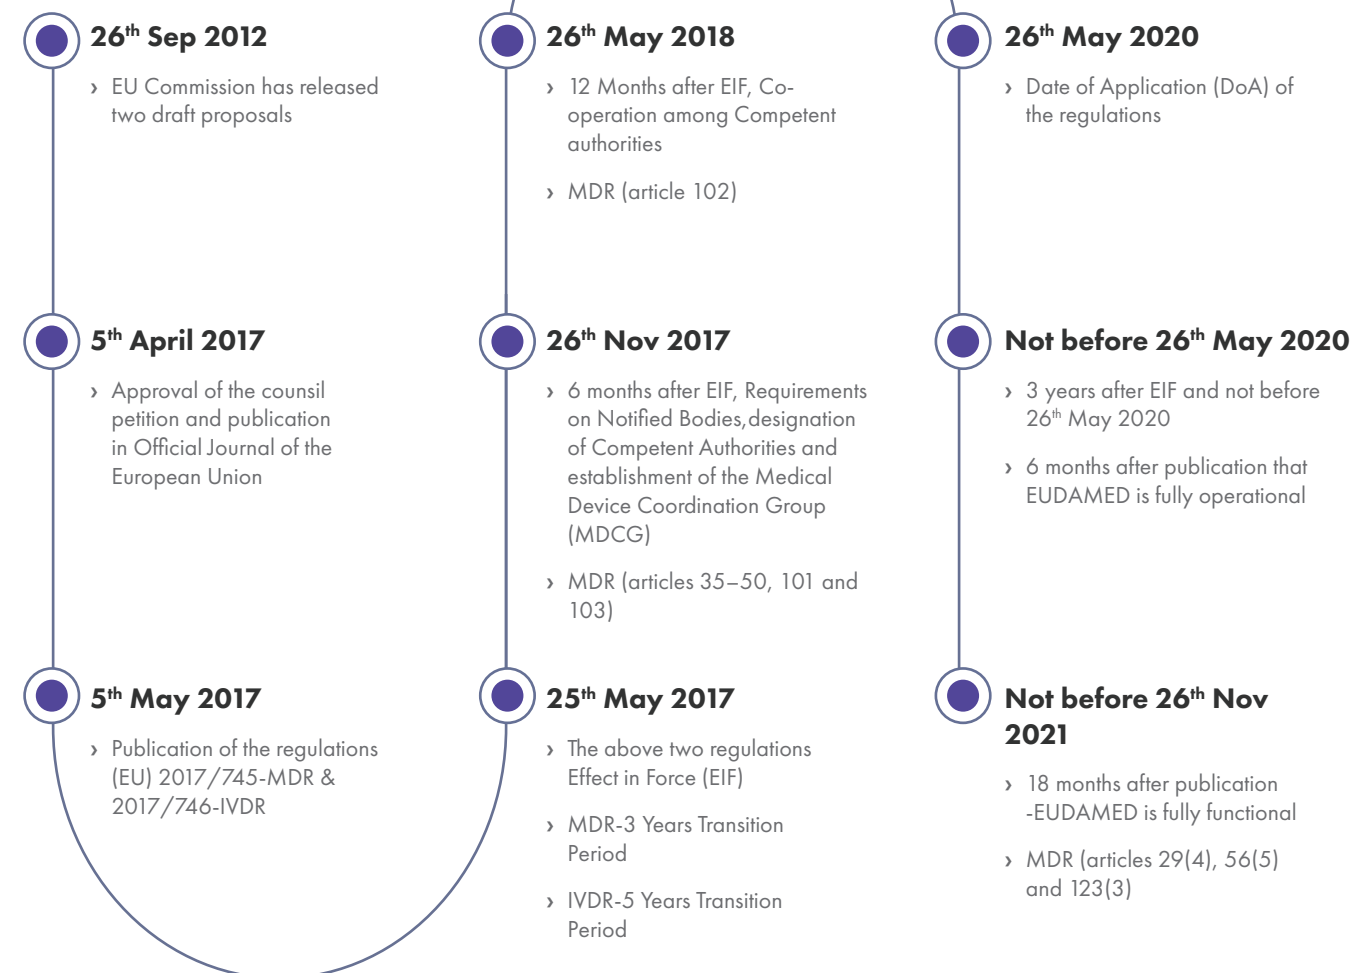 26th Sep 2012
› EU Commission has released
two draft proposals
5th April 2017
› Approval of the counsil
petition and publication
in Official Journal of the
European Union
5th May 2017
› Publication of the regulations
(EU) 2017/745-MDR &
2017/746-IVDR
26th May 2018
› 12 Months after EIF, Co-
operation among Competent
authorities
› MDR (article 102)
26th Nov 2017
› 6 months after EIF, Requirements
on Notified Bodies,designation
of Competent Authorities and
establishment of the Medical
Device Coordination Group
(MDCG)
› MDR (articles 35–50, 101 and
103)
25th May 2017
› The above two regulations
Effect in Force (EIF)
› MDR-3 Years Transition
Period
› IVDR-5 Years Transition
Period
26th May 2020
› Date of Application (DoA) of
the regulations
Not before 26th May 2020
› 3 years after EIF and not before
26th May 2020
› 6 months after publication that
EUDAMED is fully operational
Not before 26th Nov
2021
› 18 months after publication
-EUDAMED is fully functional
› MDR (articles 29(4), 56(5)
and 123(3)